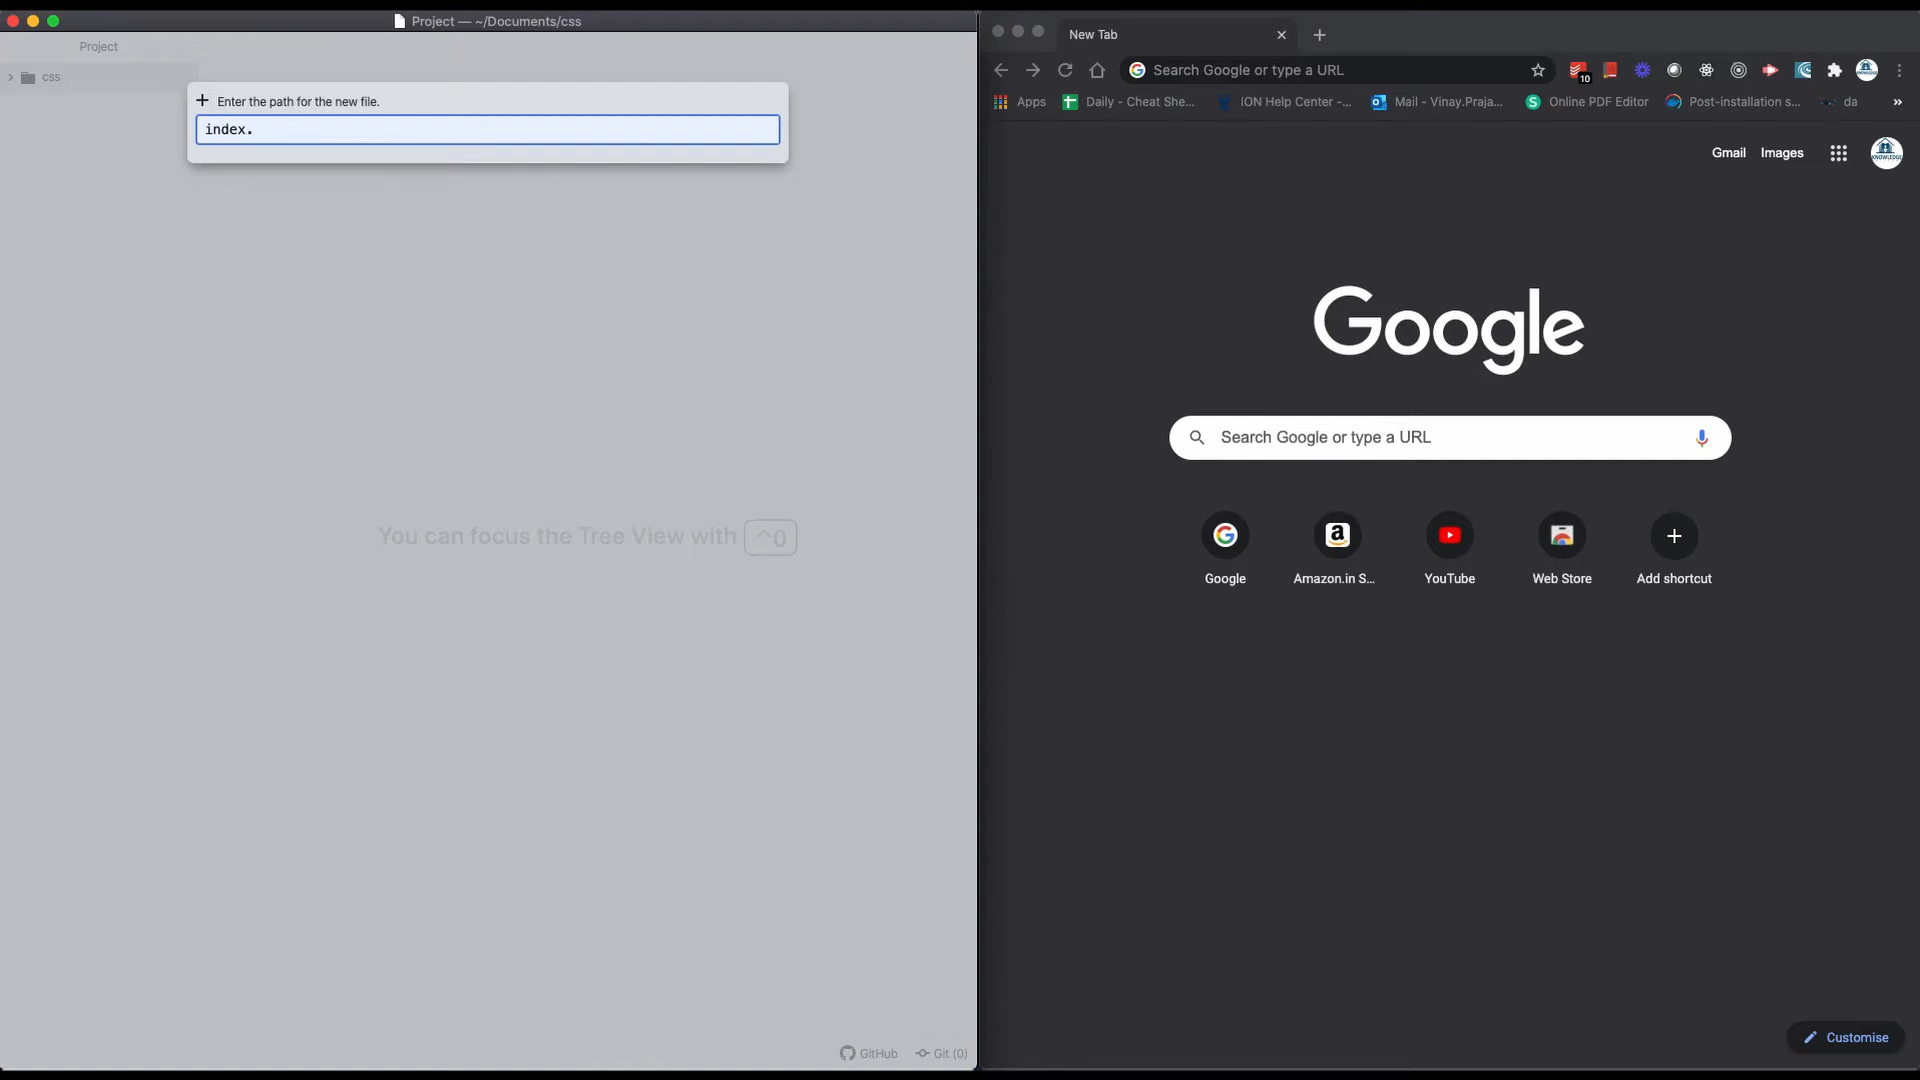 Project — ~/Documents/css
Project
css
Enter the path for the new file.
index.
You can focus the Tree View with ^0
GitHub
Git (0)
New Tab
Search Google or type a URL
10
Apps
Daily - Cheat She...
ION Help Center -...
Mail - Vinay.Praja...
Online PDF Editor
Post-installation s...
da
»
Gmail
Images
KNOWLEDGE
Google
Search Google or type a URL
Google
Amazon.in S...
YouTube
Web Store
Add shortcut
Customise